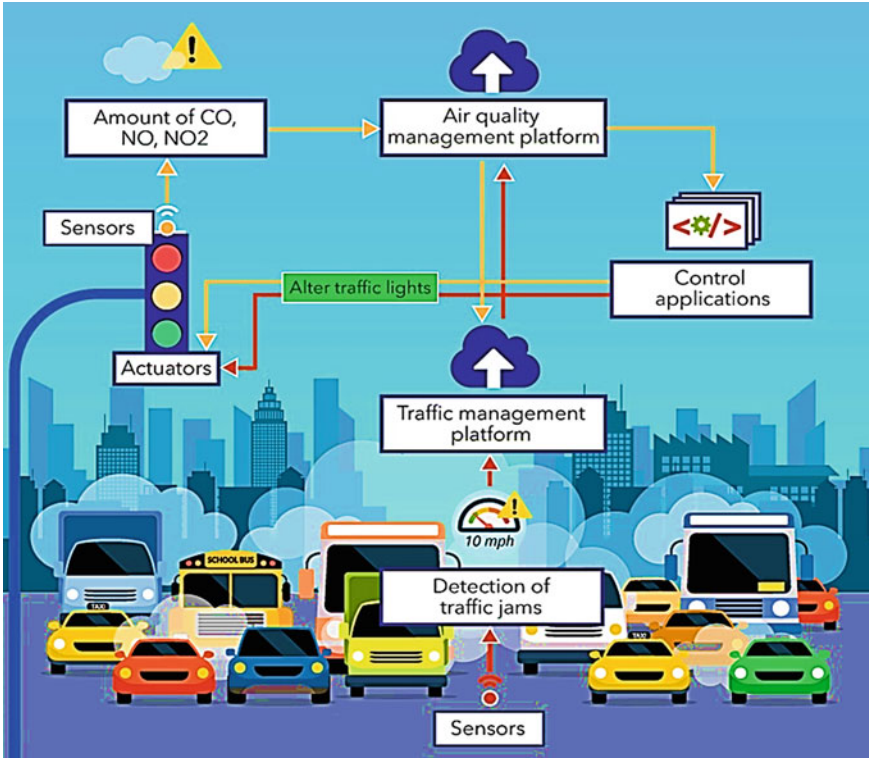 Amount of CO,
NO, NO2
Air quality
management platform
Sensors
</>
Alter traffic lights
Control
applications
Actuators
Traffic management
platform
10 mph
SCHOOL BUS
Detection of
traffic jams
TAXI
TAXI
Sensors